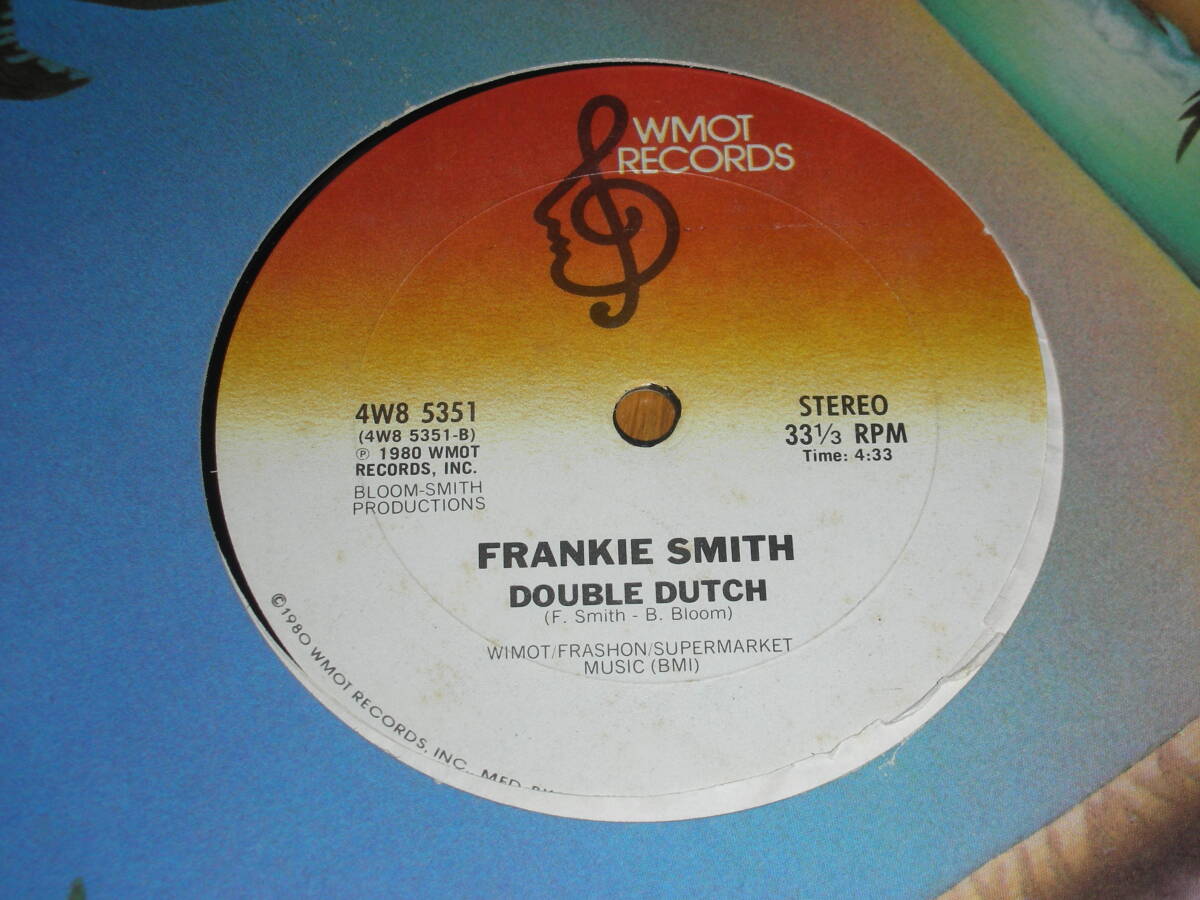 WMOT
RECORDS
4W8 5351
(4W8 5351-B)
℗ 1980 WMOT
RECORDS, INC.
BLOOM-SMITH
PRODUCTIONS
STEREO
33⅓ RPM
Time: 4:33
FRANKIE SMITH
DOUBLE DUTCH
(F. Smith - B. Bloom)
WIMOT/FRASHON/SUPERMARKET
MUSIC (BMI)
© 1980 WMOT RECORDS, INC.